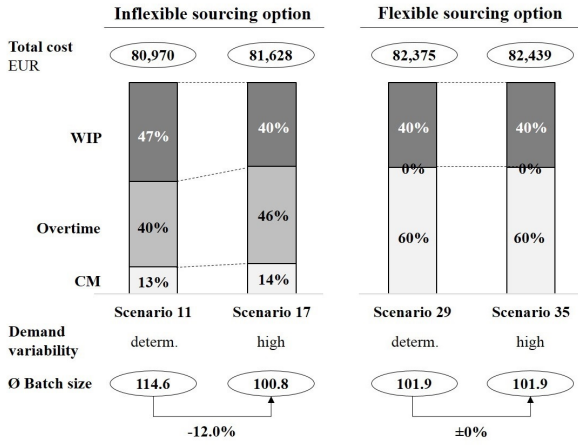 Inflexible sourcing option Flexible sourcing option
Total cost
EUR
80,970 81,628 82,375 82,439
WIP 47% 40% 40% 40%
0% 0%
Overtime 40% 46% 60% 60%
CM 13% 14%
Scenario 11 Scenario 17 Scenario 29 Scenario 35
Demand
variability
determ. high determ. high
Ø Batch size 114.6 100.8 101.9 101.9
-12.0% ±0%